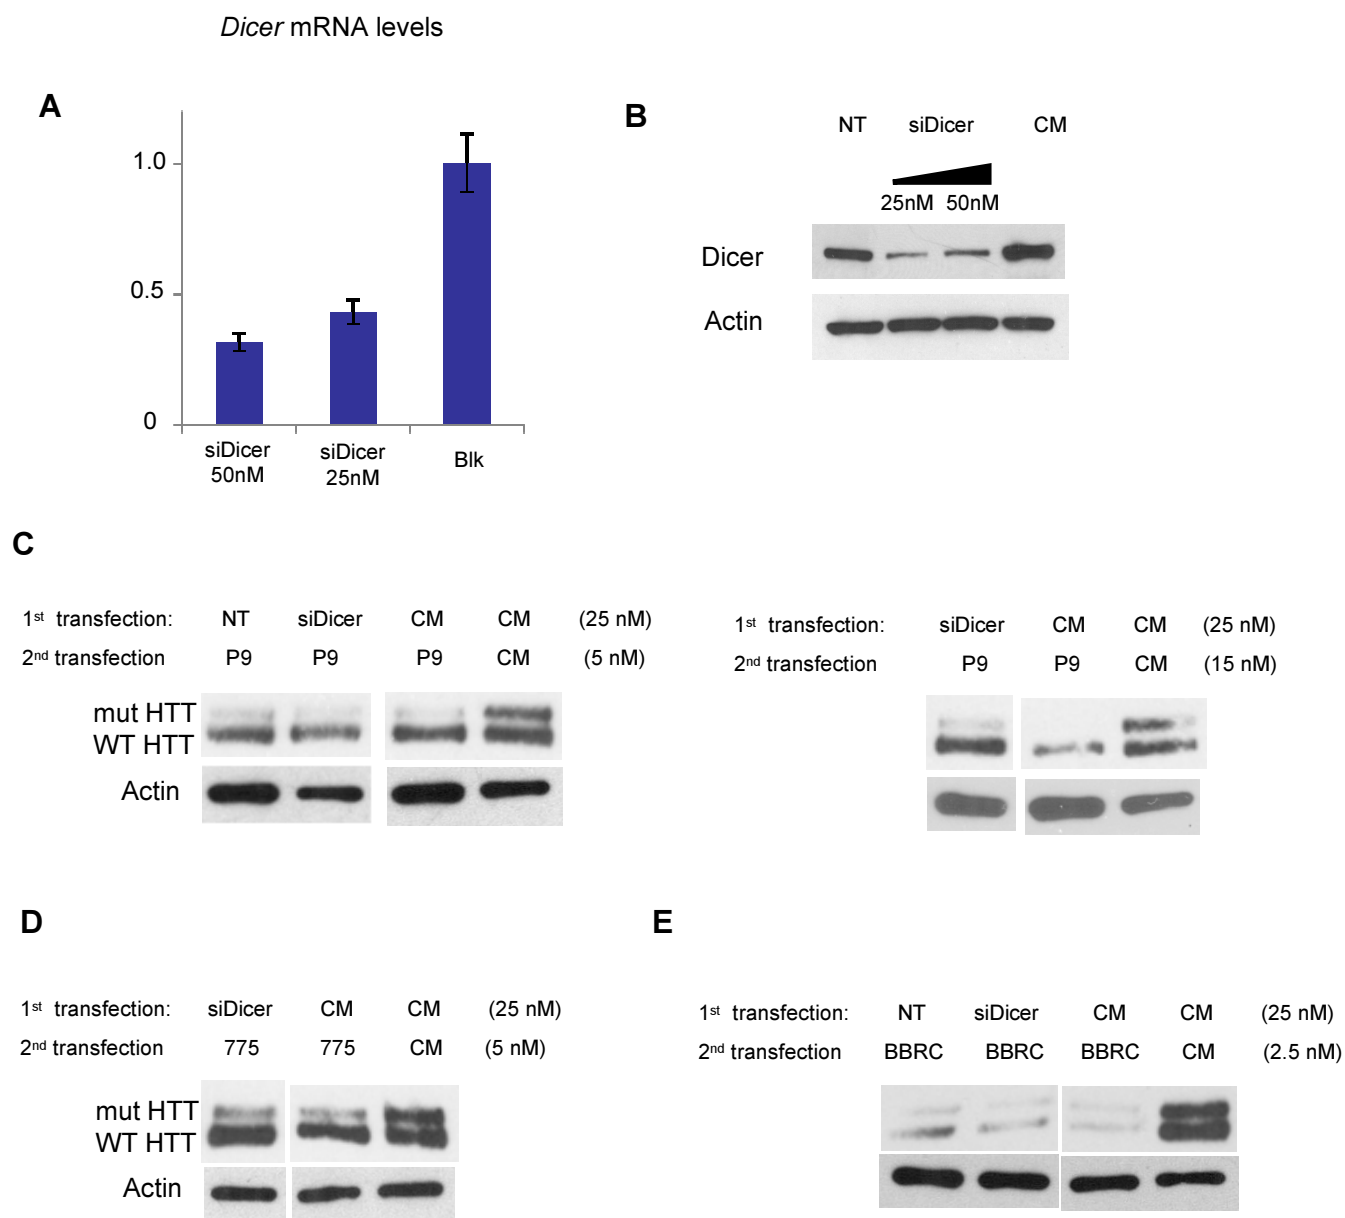 Dicer mRNA levels
A
1.0
0.5
0
siDicer 50nM
siDicer 25nM
Blk
B
NT siDicer CM
25nM 50nM
Dicer
Actin
C
1st transfection: NT siDicer CM CM (25 nM)
2nd transfection P9 P9 P9 CM (5 nM)
mut HTT
WT HTT
Actin
1st transfection: siDicer CM CM (25 nM)
2nd transfection P9 P9 CM (15 nM)
D
1st transfection: siDicer CM CM (25 nM)
2nd transfection 775 775 CM (5 nM)
mut HTT
WT HTT
Actin
E
1st transfection: NT siDicer CM CM (25 nM)
2nd transfection BBRC BBRC BBRC CM (2.5 nM)